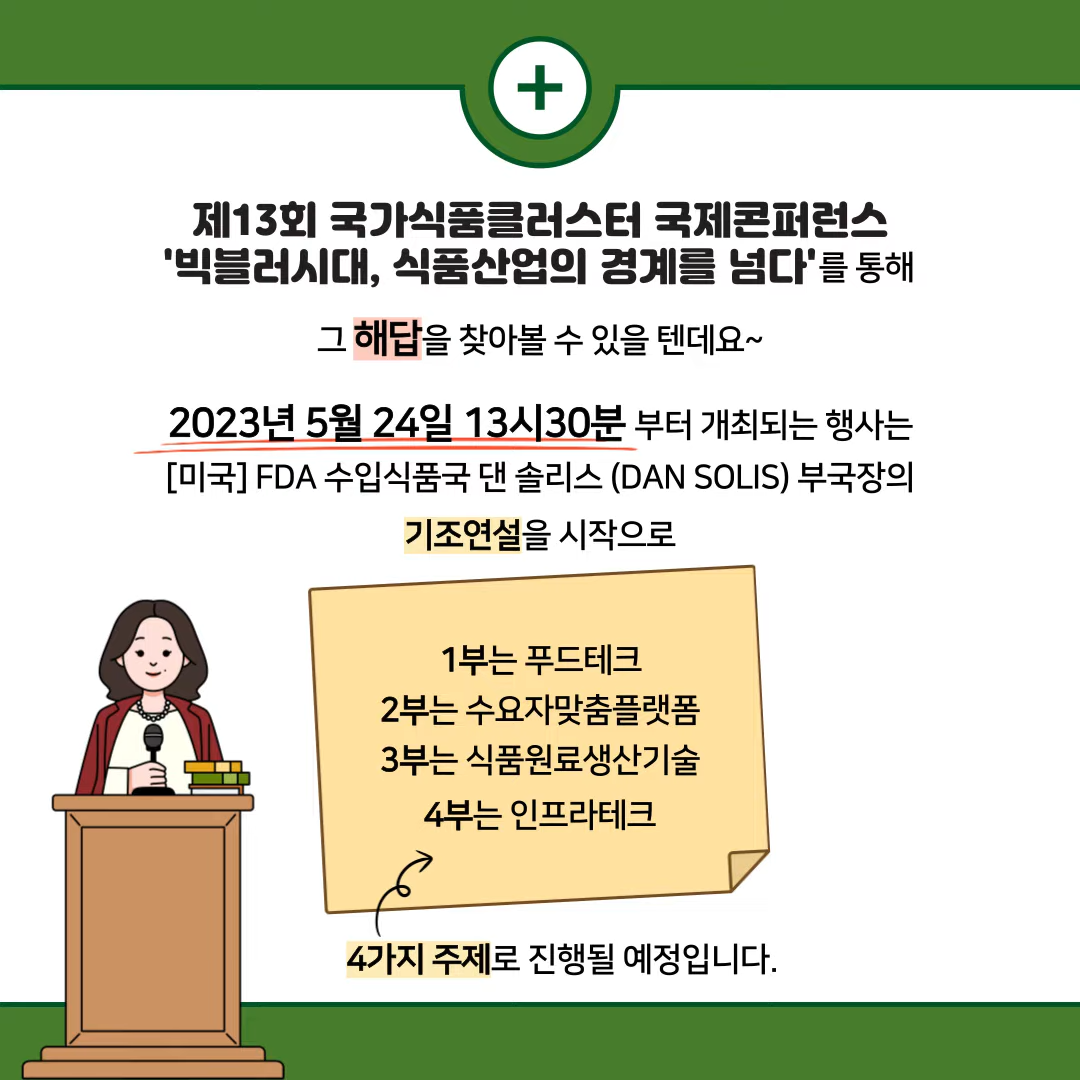 제13회 국가식품클러스터 국제콘퍼런스
'빅블러시대, 식품산업의 경계를 넘다'를 통해
그 해답을 찾아볼 수 있을 텐데요~
2023년 5월 24일 13시30분 부터 개최되는 행사는
[미국] FDA 수입식품국 댄 솔리스 (DAN SOLIS) 부국장의
기조연설을 시작으로
1부는 푸드테크
2부는 수요자맞춤플랫폼
3부는 식품원료생산기술
4부는 인프라테크
4가지 주제로 진행될 예정입니다.